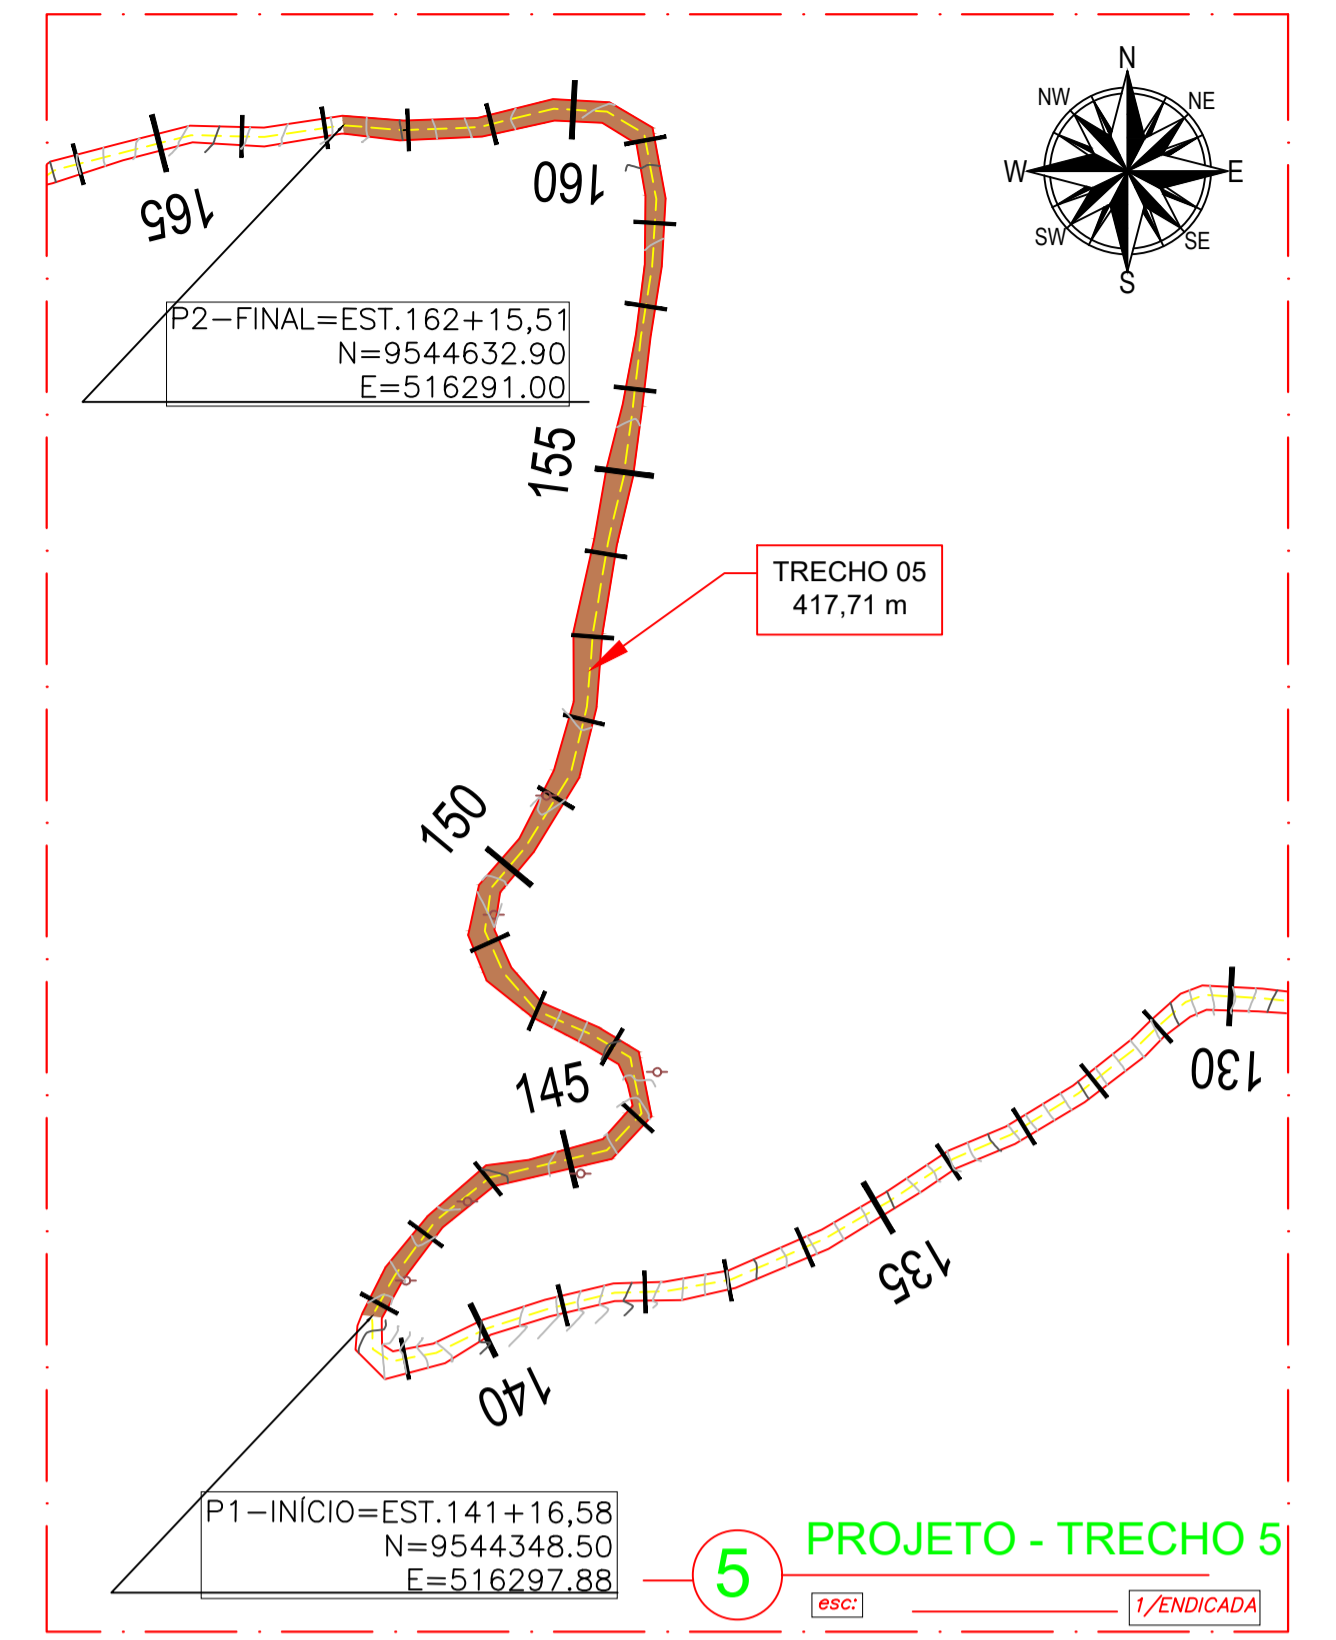 N
NW
NE
W
E
SW
SE
S
160
165
P2-FINAL=EST.162+15,51
N=9544632.90
E=516291.00
155
TRECHO 05
417,71 m
150
145
130
135
140
P1-INÍCIO=EST.141+16,58
N=9544348.50
E=516297.88
5
PROJETO - TRECHO 5
esc:
1/ENDICADA